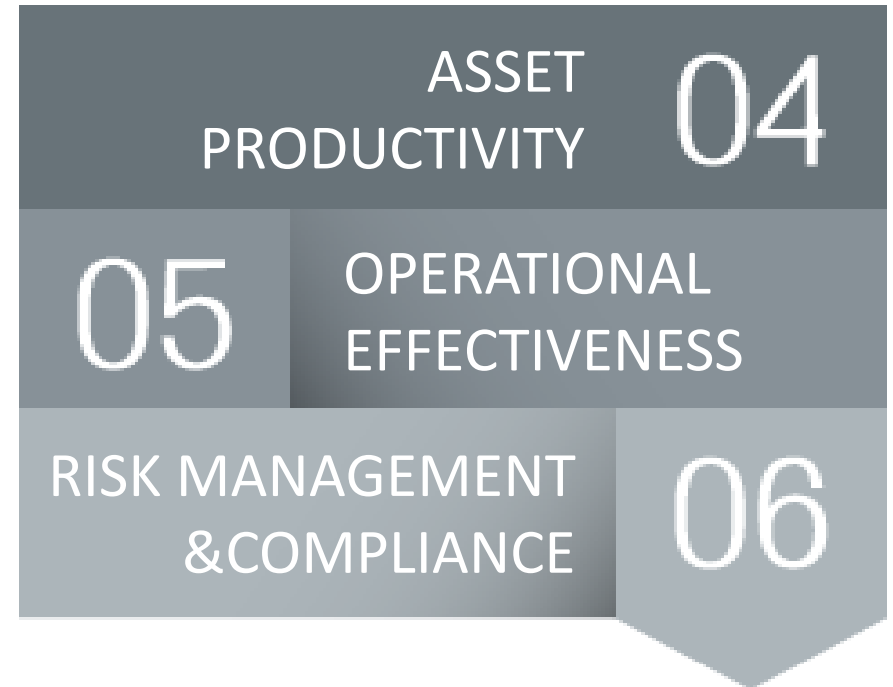 ASSET
PRODUCTIVITY
04
05
OPERATIONAL
EFFECTIVENESS
RISK MANAGEMENT
&COMPLIANCE
06